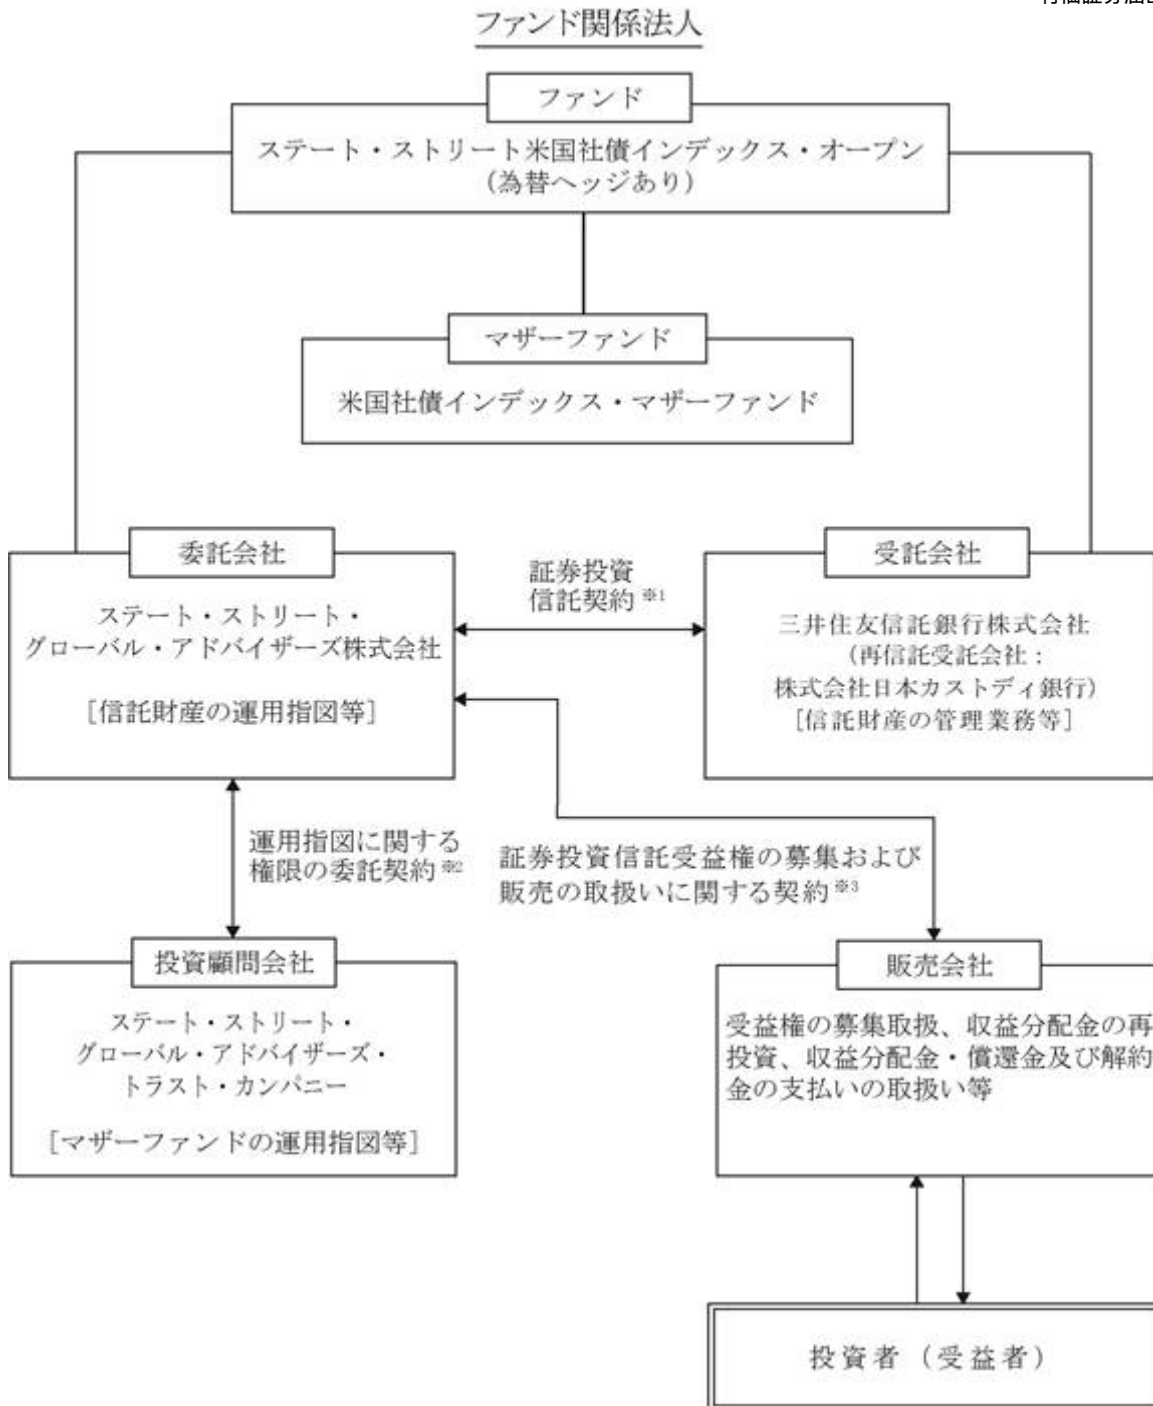 ファンド関係法人
ファンド
ステート・ストリート米国社債インデックス・オープン
（為替ヘッジあり）
マザーファンド
米国社債インデックス・マザーファンド
委託会社
ステート・ストリート・
グローバル・アドバイザーズ株式会社
［信託財産の運用指図等］
証券投資
信託契約※1
受託会社
三井住友信託銀行株式会社
（再信託受託会社：
株式会社日本カストディ銀行）
［信託財産の管理業務等］
運用指図に関する
権限の委託契約※2
証券投資信託受益権の募集および
販売の取扱いに関する契約※3
投資顧問会社
ステート・ストリート・
グローバル・アドバイザーズ・
トラスト・カンパニー
［マザーファンドの運用指図等］
販売会社
受益権の募集取扱、収益分配金の再
投資、収益分配金・償還金及び解約
金の支払いの取扱い等
投資者（受益者）